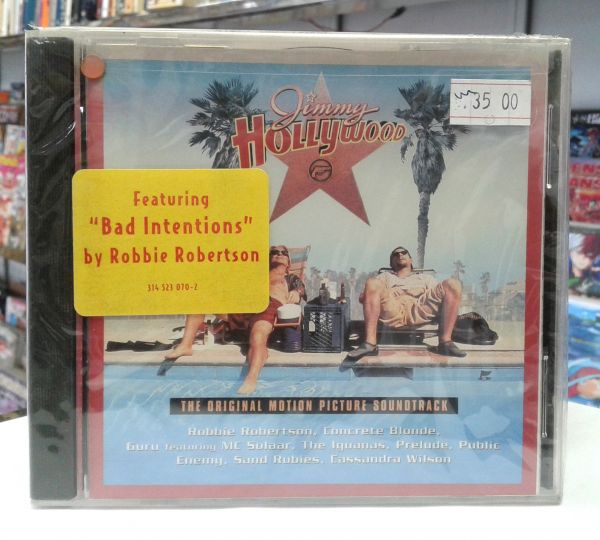 Jimmy
HOLLYWOOD
35 00
Featuring
"Bad Intentions"
by Robbie Robertson
314 523 070-2
THE ORIGINAL MOTION PICTURE SOUNDTRACK
Robbie Robertson, Concrete Blonde,
Guru featuring MC Solaar, The Iguanas, Prelude, Public
Enemy, Sand Rubies, Cassandra Wilson